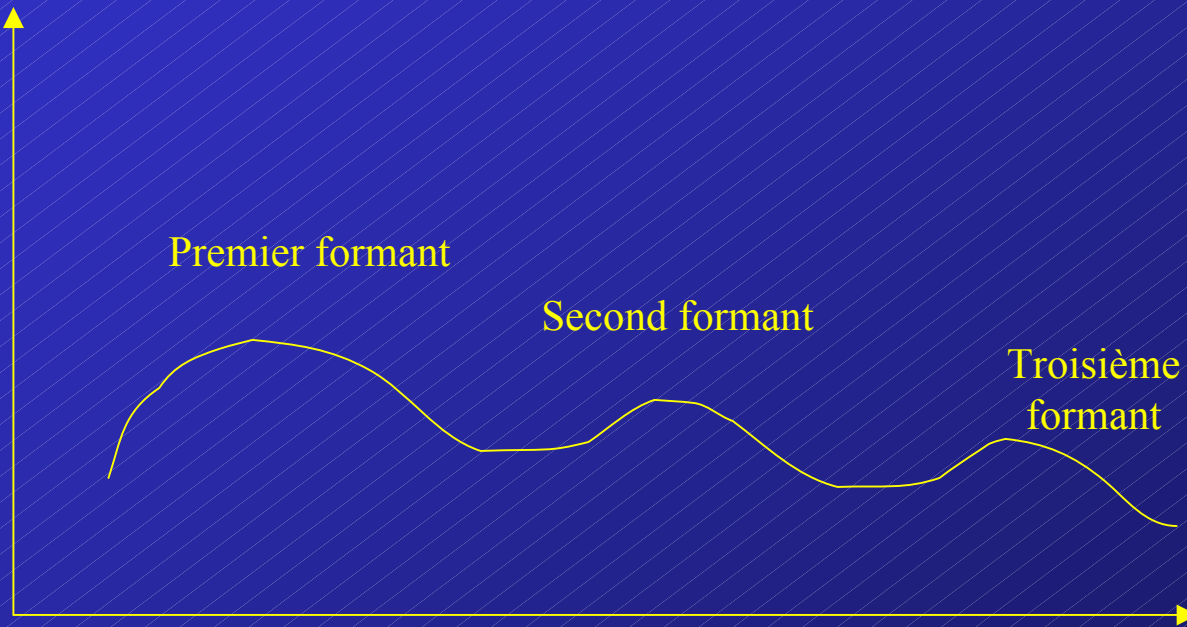 Premier formant
Second formant
Troisième
formant